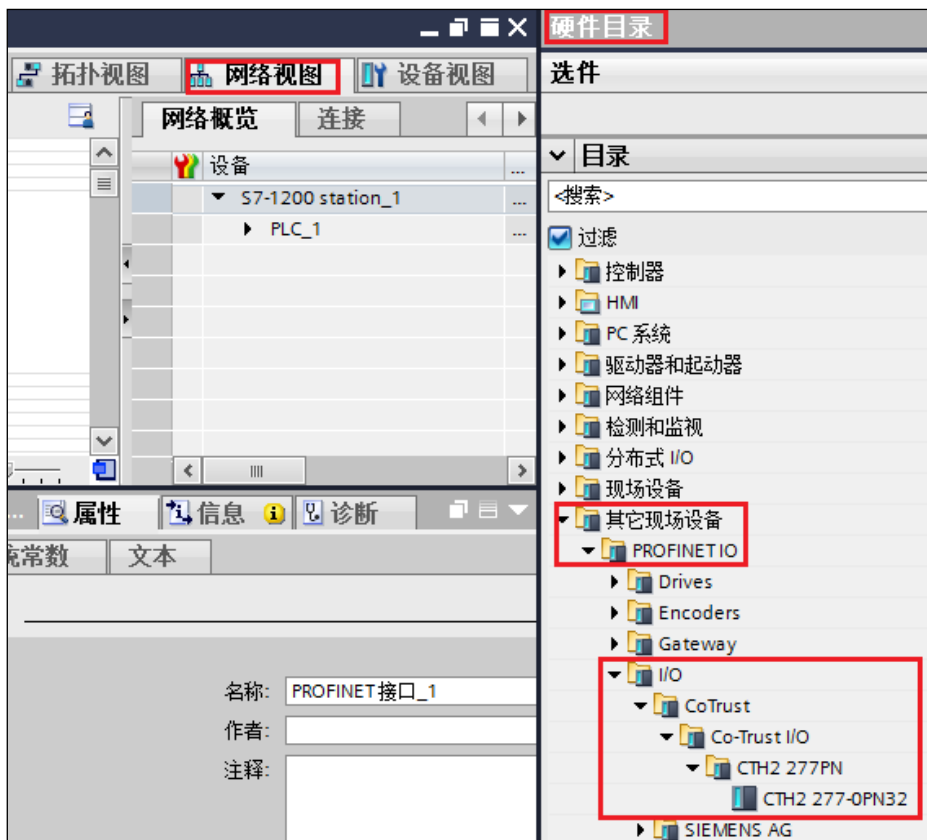 硬件目录
拓扑视图 网络视图 设备视图
选件
网络概览 连接
设备
...
目录
S7-1200 station_1 ...
<搜索>
PLC_1 ...
过滤
控制器
HMI
PC 系统
驱动器和起动器
网络组件
检测和监视
分布式 I/O
现场设备
... 属性 信息 诊断
其它现场设备
常数 文本
PROFINET IO
Drives
Encoders
Gateway
I/O
名称: PROFINET接口_1
CoTrust
作者:
Co-Trust I/O
注释:
CTH2 277PN
CTH2 277-0PN32
SIEMENS AG